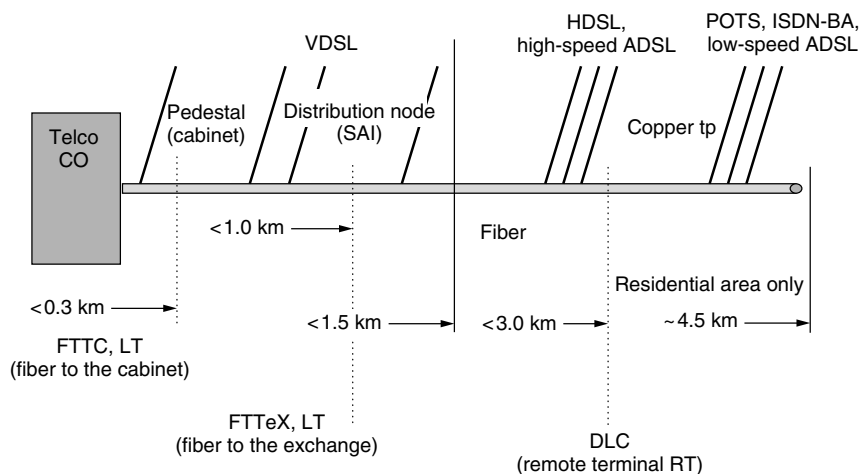 VDSL
HDSL,
high-speed ADSL
POTS, ISDN-BA,
low-speed ADSL
Telco
CO
Pedestal
(cabinet)
Distribution node
(SAI)
Copper tp
<1.0 km
Fiber
Residential area only
<0.3 km
<1.5 km
<3.0 km
~4.5 km
FTTC, LT
(fiber to the cabinet)
FTTeX, LT
(fiber to the exchange)
DLC
(remote terminal RT)